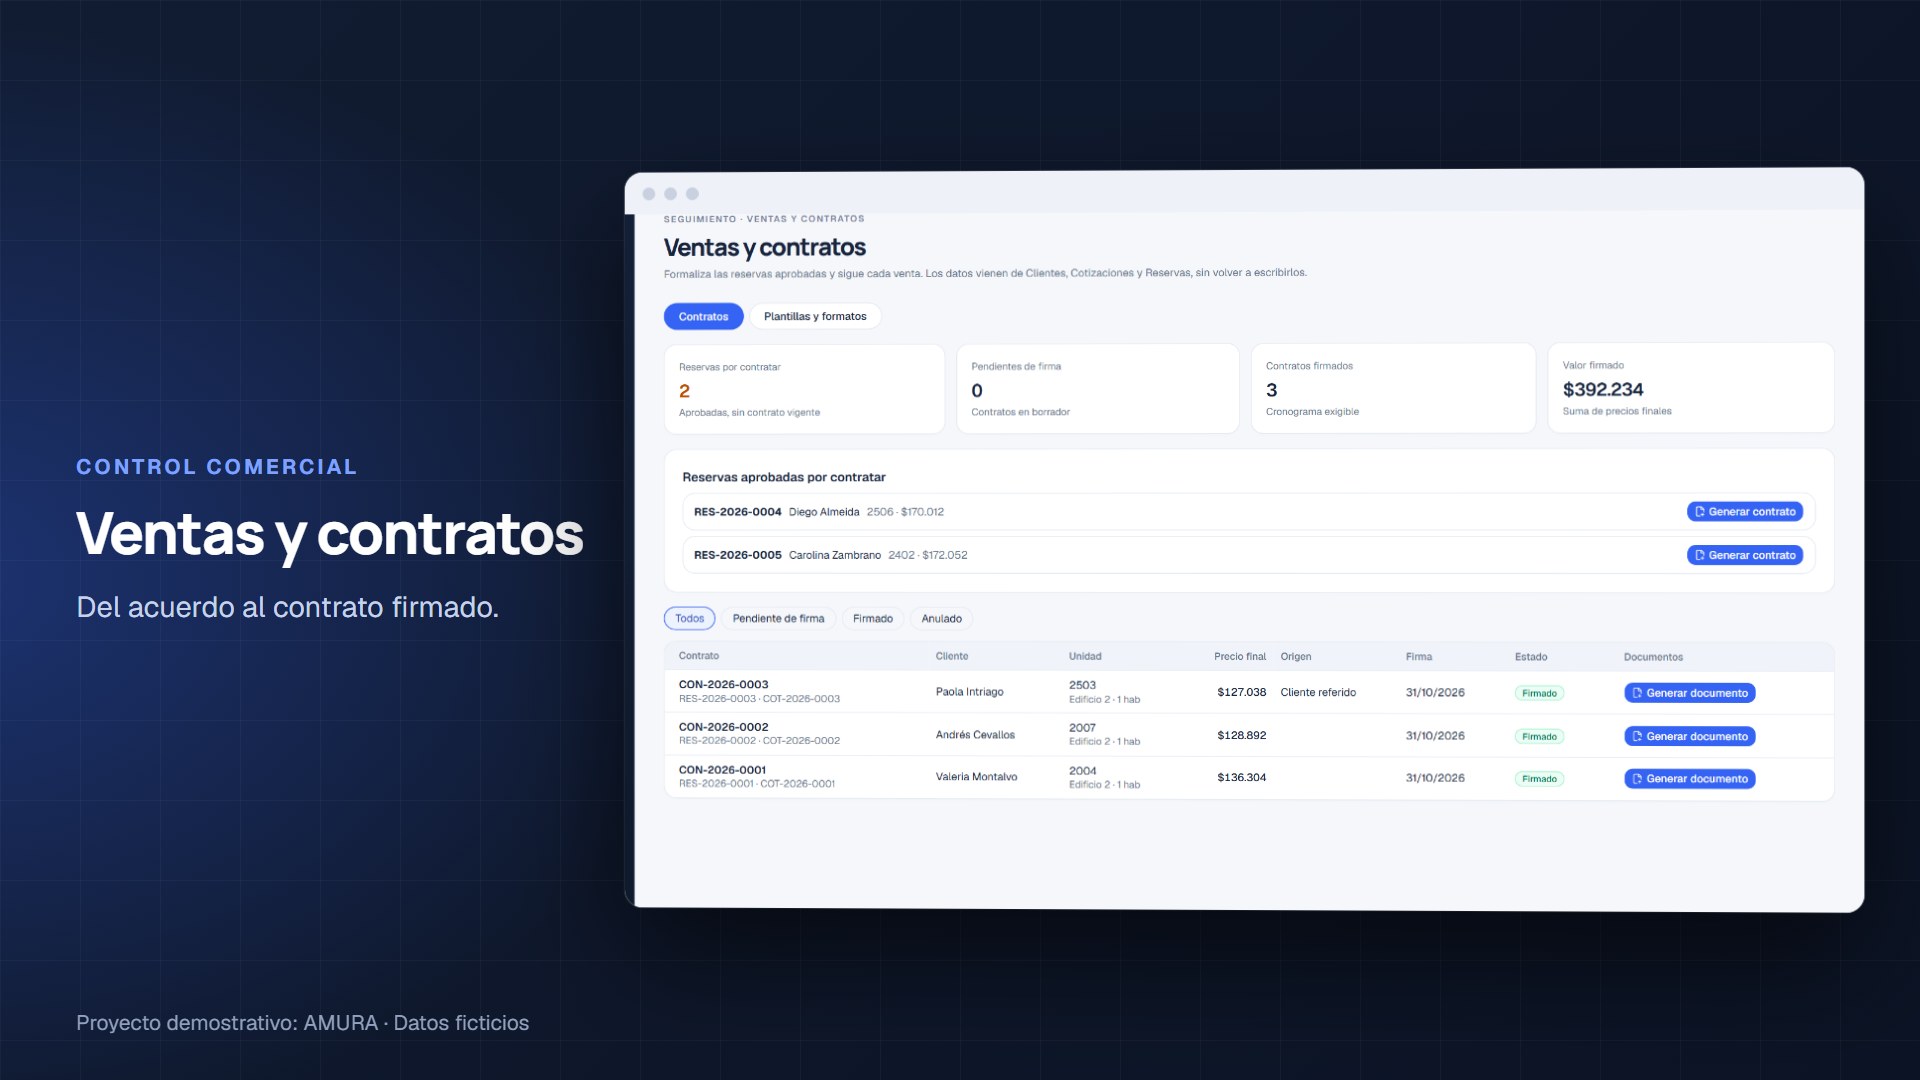 CONTROL COMERCIAL
Ventas y contratos
Del acuerdo al contrato firmado.
Proyecto demostrativo: AMURA · Datos ficticios
SEGUIMIENTO · VENTAS Y CONTRATOS
Ventas y contratos
Formaliza las reservas aprobadas y sigue cada venta. Los datos vienen de Clientes, Cotizaciones y Reservas, sin volver a escribirlos.
Contratos Plantillas y formatos
Reservas por contratar
2
Aprobadas, sin contrato vigente
Pendientes de firma
0
Contratos en borrador
Contratos firmados
3
Cronograma exigible
Valor firmado
$392.234
Suma de precios finales
Reservas aprobadas por contratar
RES-2026-0004 Diego Almeida 2506 · $170.012 Generar contrato
RES-2026-0005 Carolina Zambrano 2402 · $172.052 Generar contrato
Todos Pendiente de firma Firmado Anulado
Contrato Cliente Unidad Precio final Origen Firma Estado Documentos
CON-2026-0003 Paola Intriago 2503 $127.038 Cliente referido 31/10/2026 Firmado Generar documento
RES-2026-0003 · COT-2026-0003 Edificio 2 · 1 hab
CON-2026-0002 Andrés Cevallos 2007 $128.892 31/10/2026 Firmado Generar documento
RES-2026-0002 · COT-2026-0002 Edificio 2 · 1 hab
CON-2026-0001 Valeria Montalvo 2004 $136.304 31/10/2026 Firmado Generar documento
RES-2026-0001 · COT-2026-0001 Edificio 2 · 1 hab